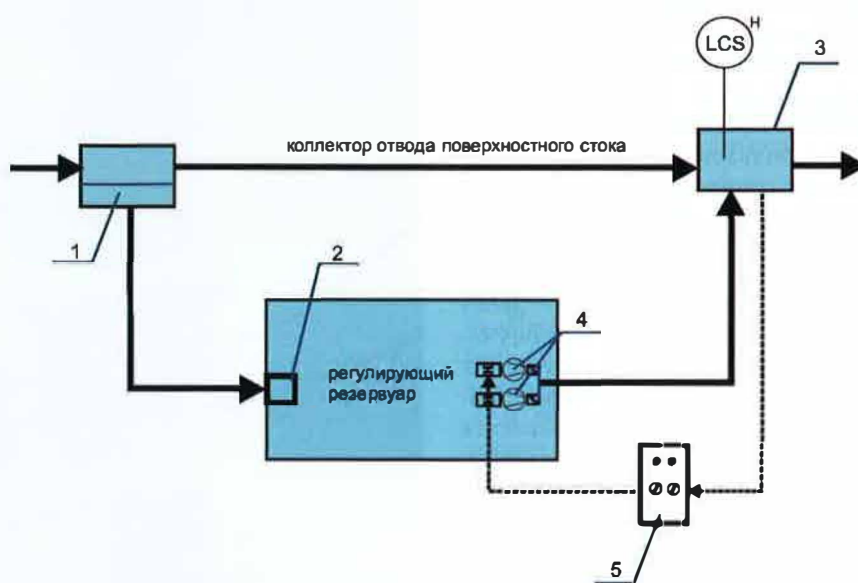 H
LCS
3
коллектор отвода поверхностного стока
1
2
4
регулирующий
резервуар
5